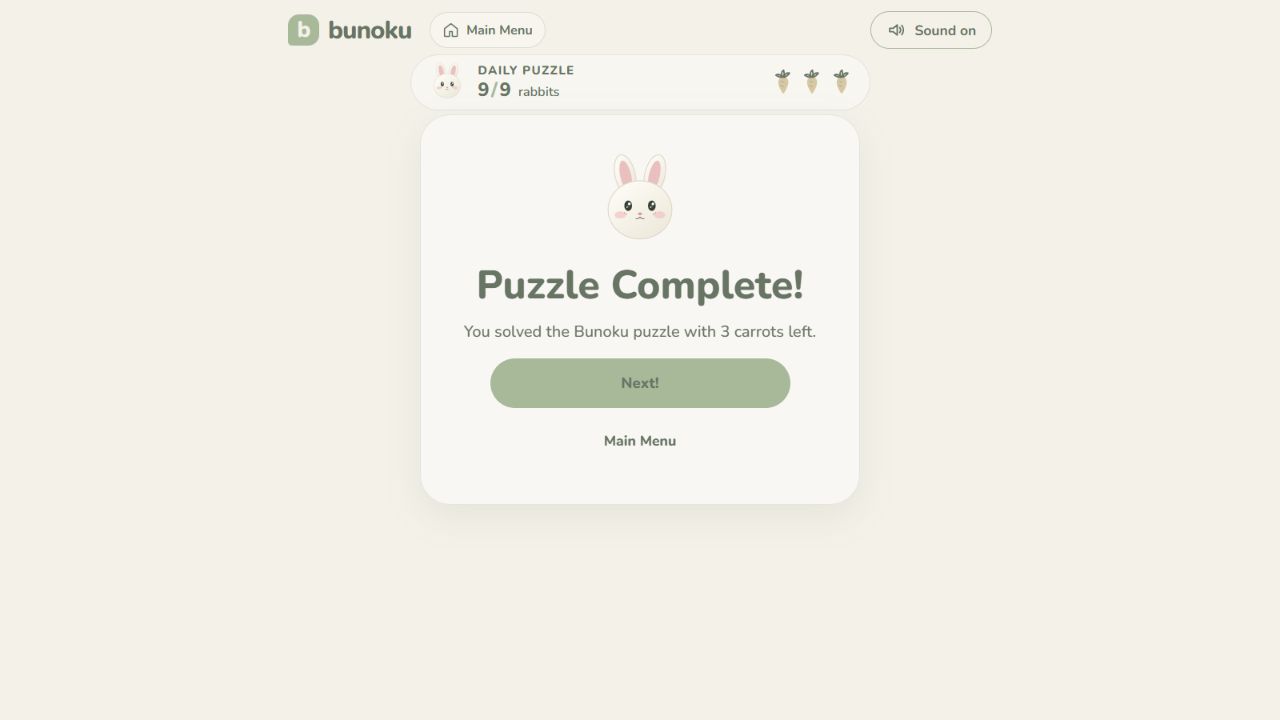 b bunoku
Main Menu
Sound on
DAILY PUZZLE
9/9 rabbits
Puzzle Complete!
You solved the Bunoku puzzle with 3 carrots left.
Next!
Main Menu